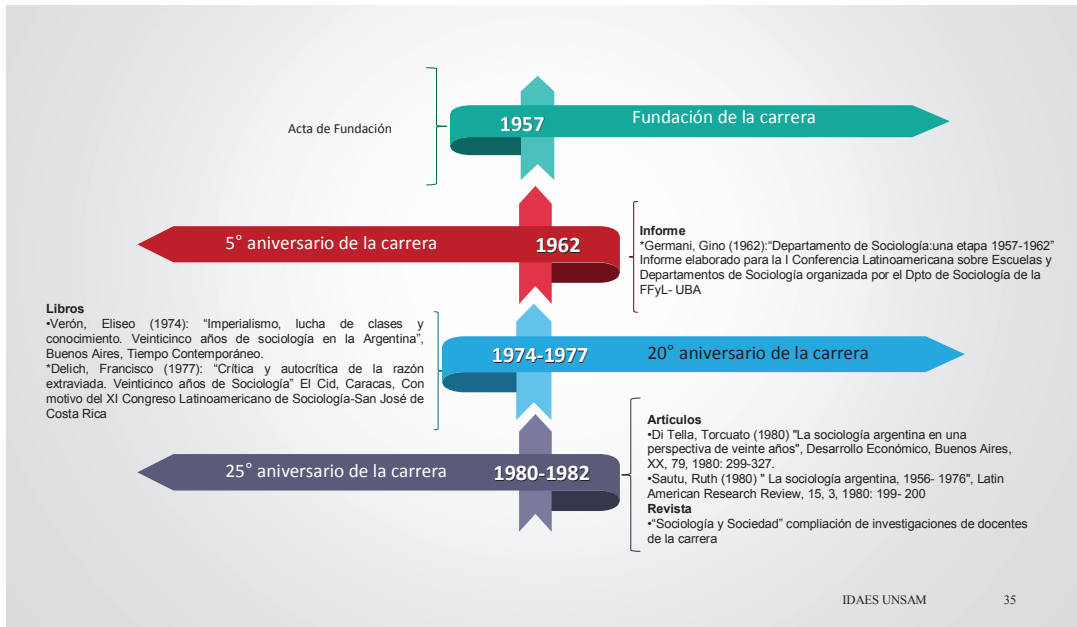 Acta de Fundación
1957
Fundación de la carrera
5° aniversario de la carrera
1962
Informe
*Germani, Gino (1962):“Departamento de Sociología:una etapa 1957-1962”
Informe elaborado para la I Conferencia Latinoamericana sobre Escuelas y
Departamentos de Sociología organizada por el Dpto de Sociología de la
FFyL- UBA
Libros
•Verón, Eliseo (1974): “Imperialismo, lucha de clases y
conocimiento. Veinticinco años de sociología en la Argentina”,
Buenos Aires, Tiempo Contemporáneo.
*Delich, Francisco (1977): “Crítica y autocrítica de la razón
extraviada. Veinticinco años de Sociología” El Cid, Caracas, Con
motivo del XI Congreso Latinoamericano de Sociología-San José de
Costa Rica
1974-1977
20° aniversario de la carrera
25° aniversario de la carrera
1980-1982
Artículos
•Di Tella, Torcuato (1980) "La sociología argentina en una
perspectiva de veinte años", Desarrollo Económico, Buenos Aires,
XX, 79, 1980: 299-327.
•Sautu, Ruth (1980) " La sociología argentina, 1956- 1976", Latin
American Research Review, 15, 3, 1980: 199- 200
Revista
•“Sociología y Sociedad” compliación de investigaciones de docentes
de la carrera
IDAES UNSAM
35